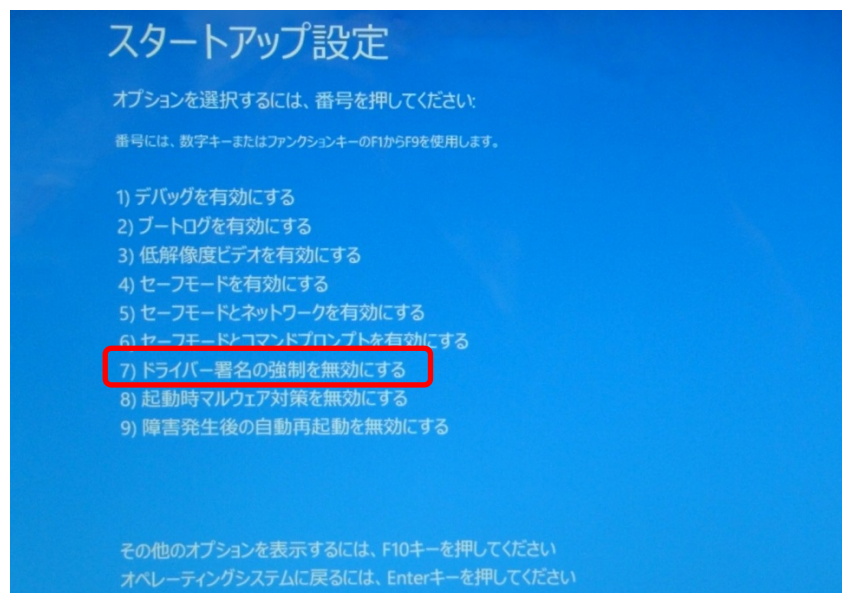 スタートアップ設定
オプションを選択するには、番号を押してください:
番号には、数字キーまたはファンクションキーのF1からF9を使用します。
1) デバッグを有効にする
2) ブートログを有効にする
3) 低解像度ビデオを有効にする
4) セーフモードを有効にする
5) セーフモードとネットワークを有効にする
6) セーフモードとコマンドプロンプトを有効にする
7) ドライバー署名の強制を無効にする
8) 起動時マルウェア対策を無効にする
9) 障害発生後の自動再起動を無効にする
その他のオプションを表示するには、F10キーを押してください
オペレーティングシステムに戻るには、Enterキーを押してください